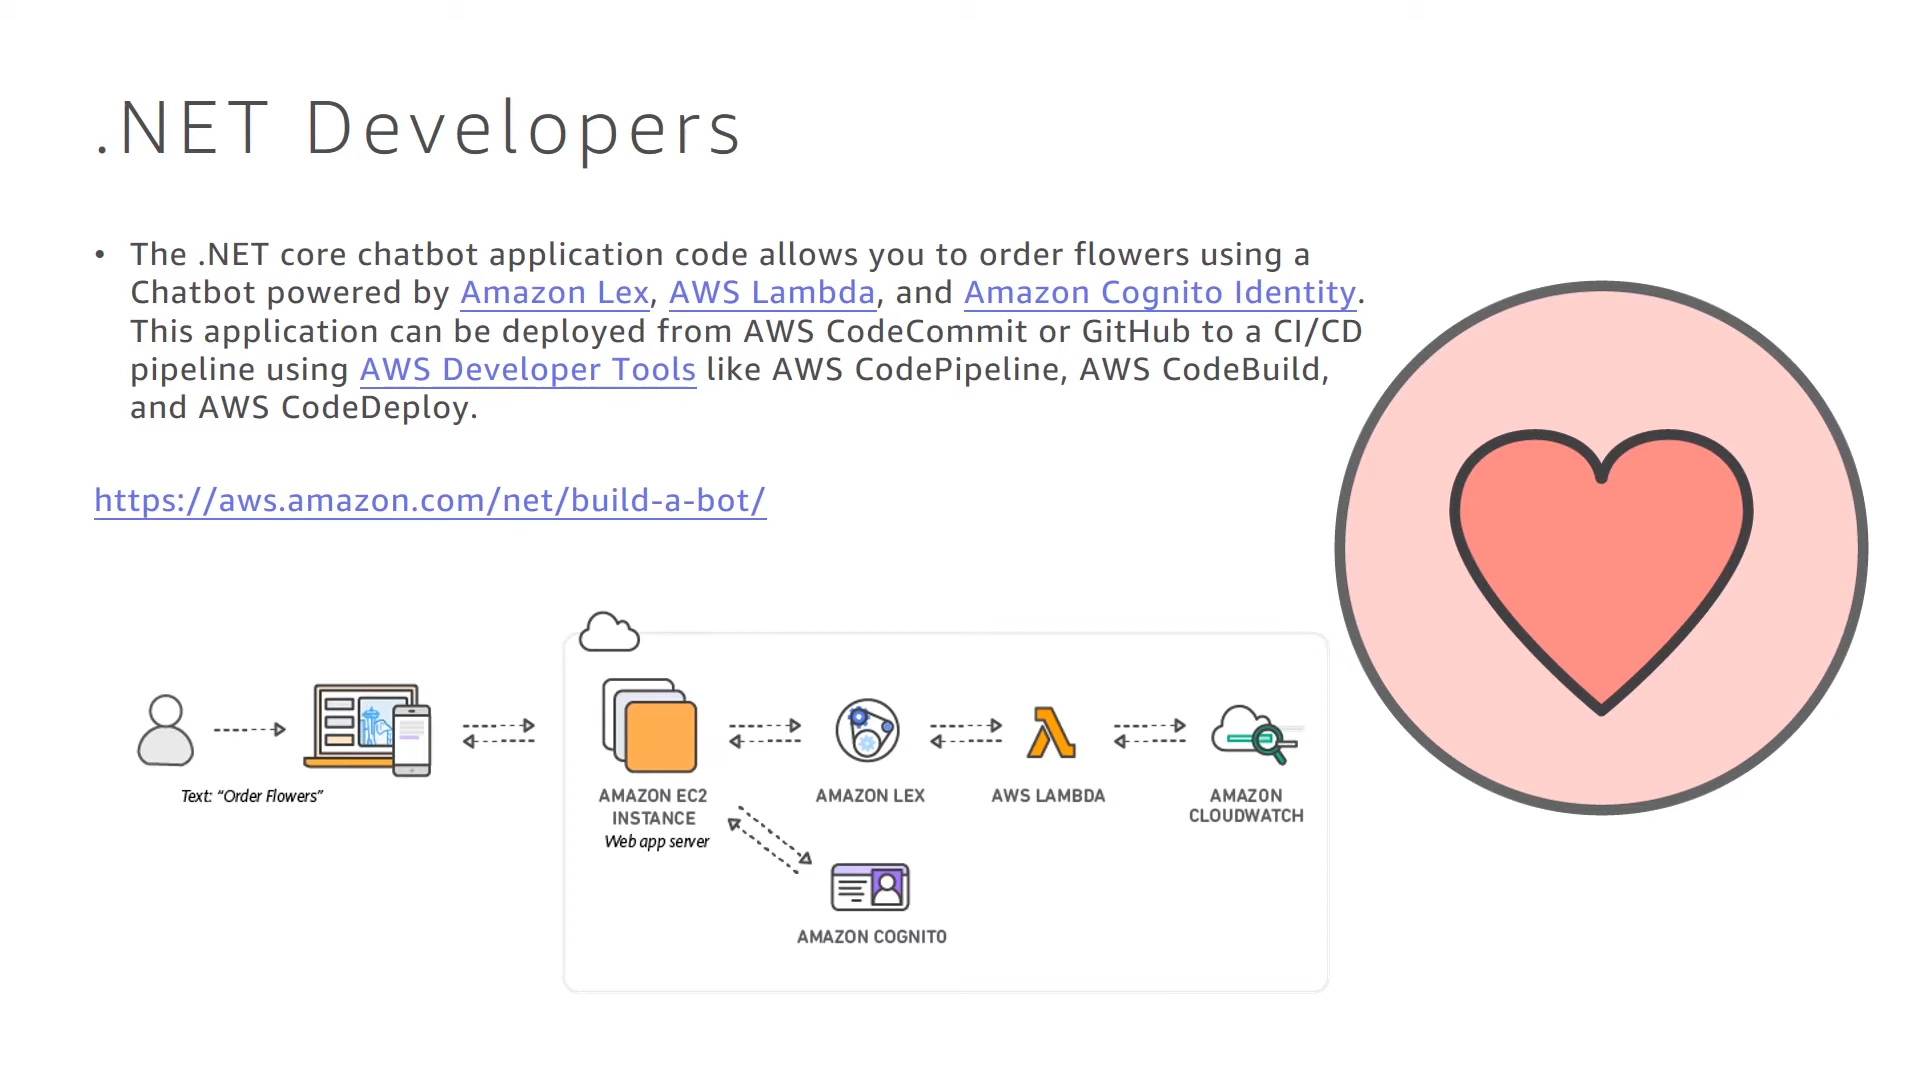 .NET Developers
• The .NET core chatbot application code allows you to order flowers using a
Chatbot powered by Amazon Lex, AWS Lambda, and Amazon Cognito Identity.
This application can be deployed from AWS CodeCommit or GitHub to a CI/CD
pipeline using AWS Developer Tools like AWS CodePipeline, AWS CodeBuild,
and AWS CodeDeploy.
https://aws.amazon.com/net/build-a-bot/
Text: “Order Flowers”
AMAZON EC2
INSTANCE
Web app server
AMAZON LEX
AWS LAMBDA
AMAZON
CLOUDWATCH
AMAZON COGNITO